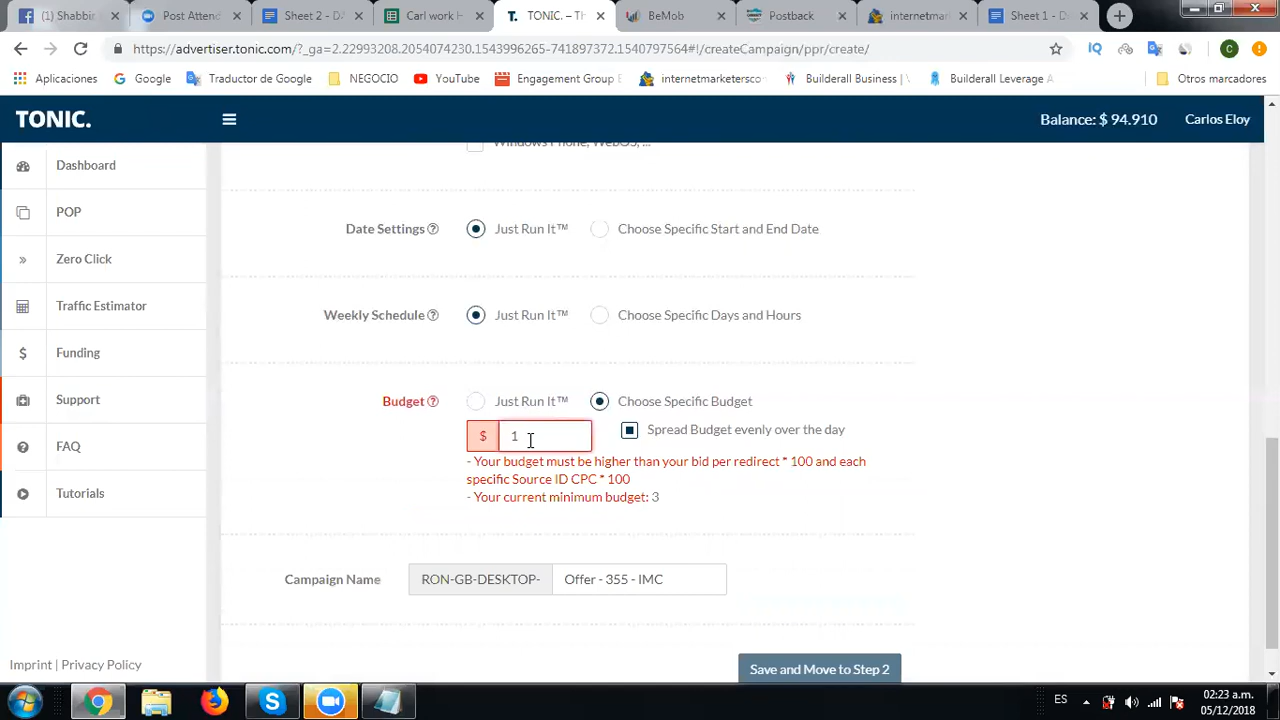 (1) Shabbir
Post Attend
Sheet 2 - D
Carl work H
TONIC. – Th
BeMob
Postback
internetmar
Sheet 1 - D
https://advertiser.tonic.com/?_ga=2.22993208.2054074230.1543996265-741897372.1540797564#!/createCampaign/ppr/create/
C
Aplicaciones
Google
Traductor de Google
NEGOCIO
YouTube
Engagement Group
internetmarketersco
Builderall Business |
Builderall Leverage A
Otros marcadores
TONIC.
Balance: $ 94.910
Carlos Eloy
Windows Phone, WebOS, ...
Dashboard
POP
Zero Click
Traffic Estimator
Funding
Support
FAQ
Tutorials
Date Settings
Just Run It™
Choose Specific Start and End Date
Weekly Schedule
Just Run It™
Choose Specific Days and Hours
Budget
Just Run It™
Choose Specific Budget
$ 1
Spread Budget evenly over the day
- Your budget must be higher than your bid per redirect * 100 and each
specific Source ID CPC * 100
- Your current minimum budget: 3
Campaign Name
RON-GB-DESKTOP-
Offer - 355 - IMC
Imprint | Privacy Policy
Save and Move to Step 2
ES
02:23 a.m.
05/12/2018